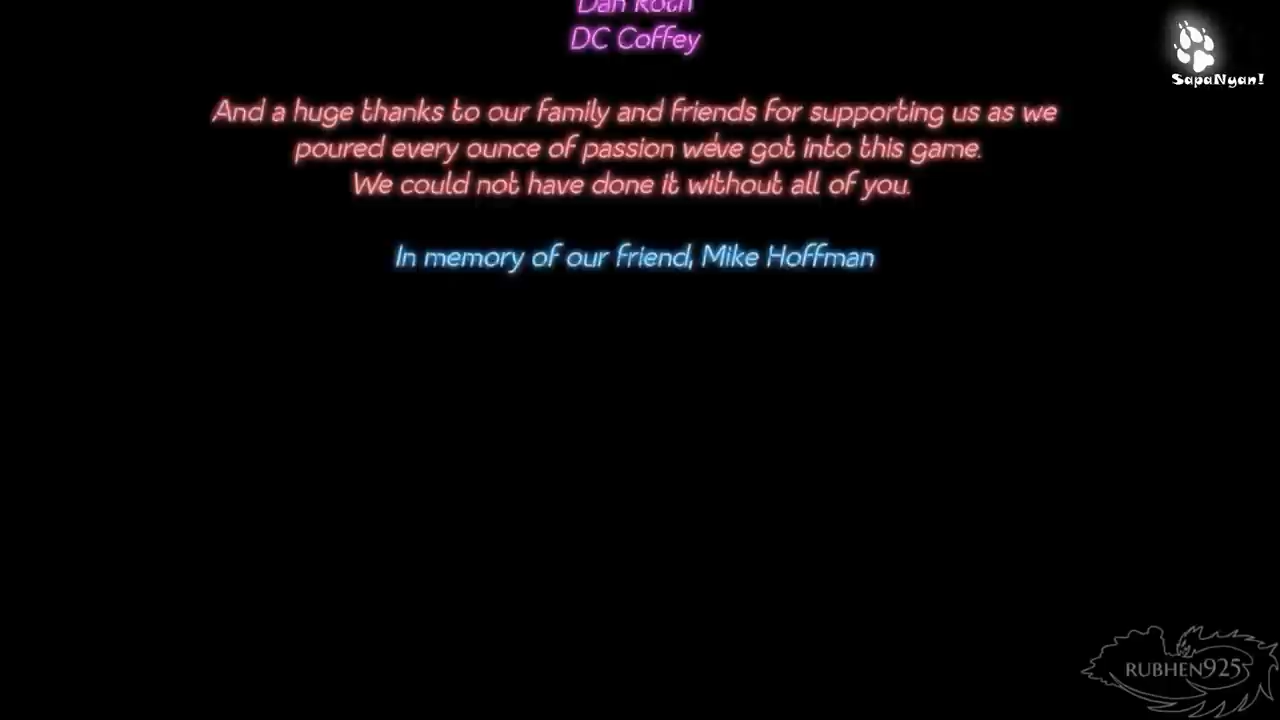 Dan Roth
DC Coffey
SapaNyan!
And a huge thanks to our family and friends for supporting us as we
poured every ounce of passion we've got into this game.
We could not have done it without all of you.
In memory of our friend, Mike Hoffman
RUBHEN925